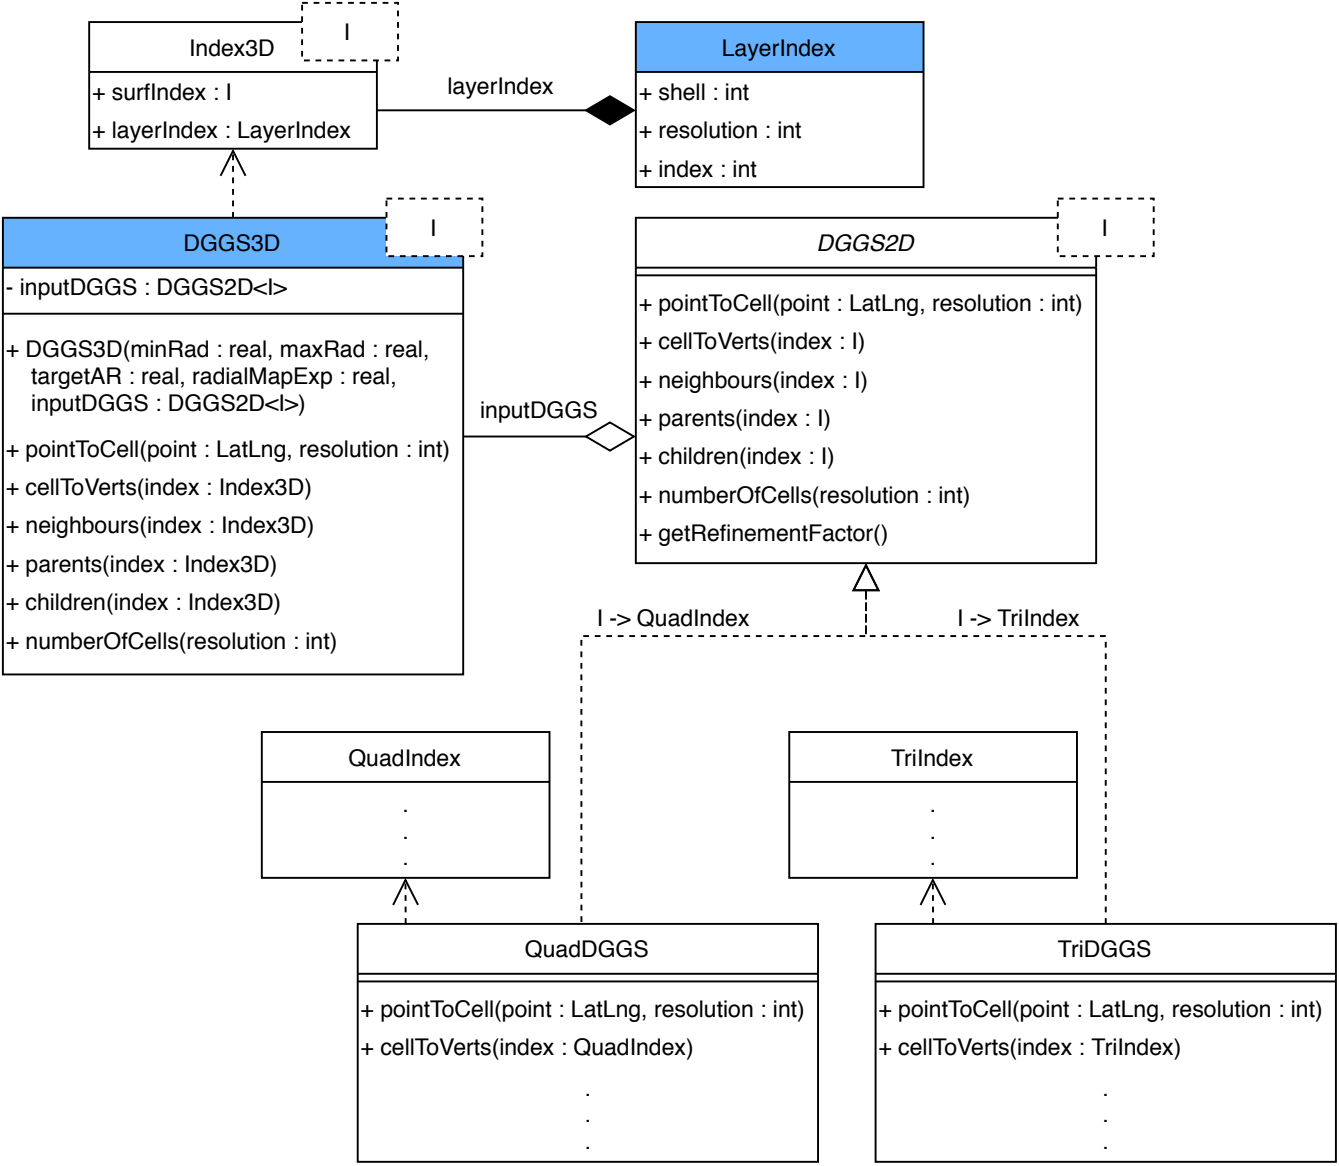 Index3D
I
+ surfIndex : I
+ layerIndex : LayerIndex
layerIndex
LayerIndex
+ shell : int
+ resolution : int
+ index : int
DGGS3D
I
- inputDGGS : DGGS2D<I>
+ DGGS3D(minRad : real, maxRad : real,
targetAR : real, radialMapExp : real,
inputDGGS : DGGS2D<I>)
+ pointToCell(point : LatLng, resolution : int)
+ cellToVerts(index : Index3D)
+ neighbours(index : Index3D)
+ parents(index : Index3D)
+ children(index : Index3D)
+ numberOfCells(resolution : int)
inputDGGS
DGGS2D
I
+ pointToCell(point : LatLng, resolution : int)
+ cellToVerts(index : I)
+ neighbours(index : I)
+ parents(index : I)
+ children(index : I)
+ numberOfCells(resolution : int)
+ getRefinementFactor()
I -> QuadIndex
I -> TriIndex
QuadIndex
.
.
.
TriIndex
.
.
.
QuadDGGS
+ pointToCell(point : LatLng, resolution : int)
+ cellToVerts(index : QuadIndex)
.
.
.
TriDGGS
+ pointToCell(point : LatLng, resolution : int)
+ cellToVerts(index : TriIndex)
.
.
.